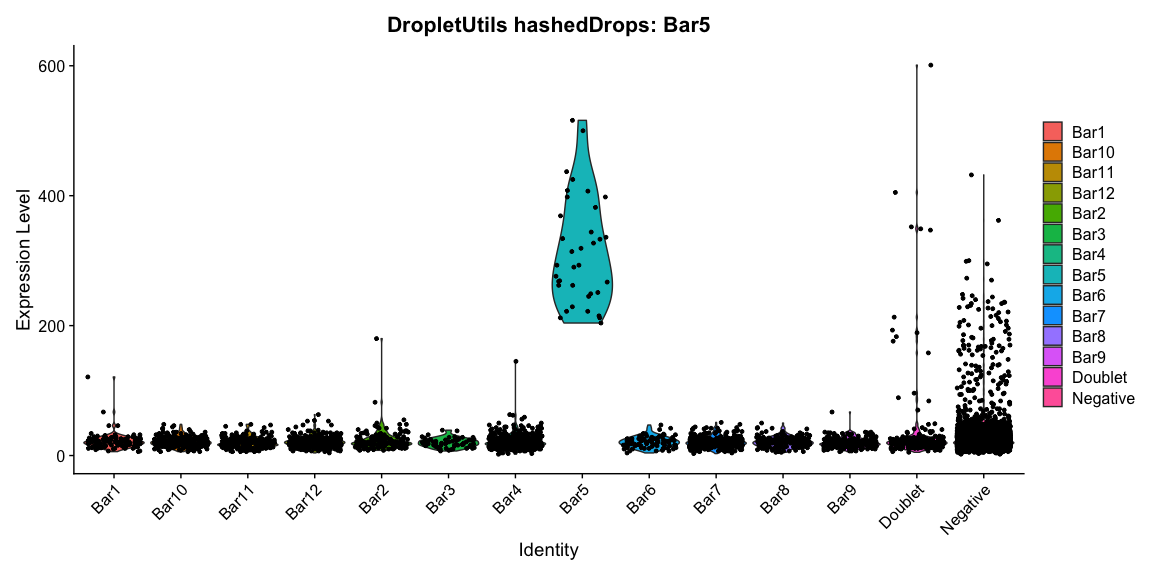 DropletUtils hashedDrops: Bar5
Expression Level
600
400
200
0
Bar1
Bar10
Bar11
Bar12
Bar2
Bar3
Bar4
Bar5
Bar6
Bar7
Bar8
Bar9
Doublet
Negative
Identity
Bar1
Bar10
Bar11
Bar12
Bar2
Bar3
Bar4
Bar5
Bar6
Bar7
Bar8
Bar9
Doublet
Negative